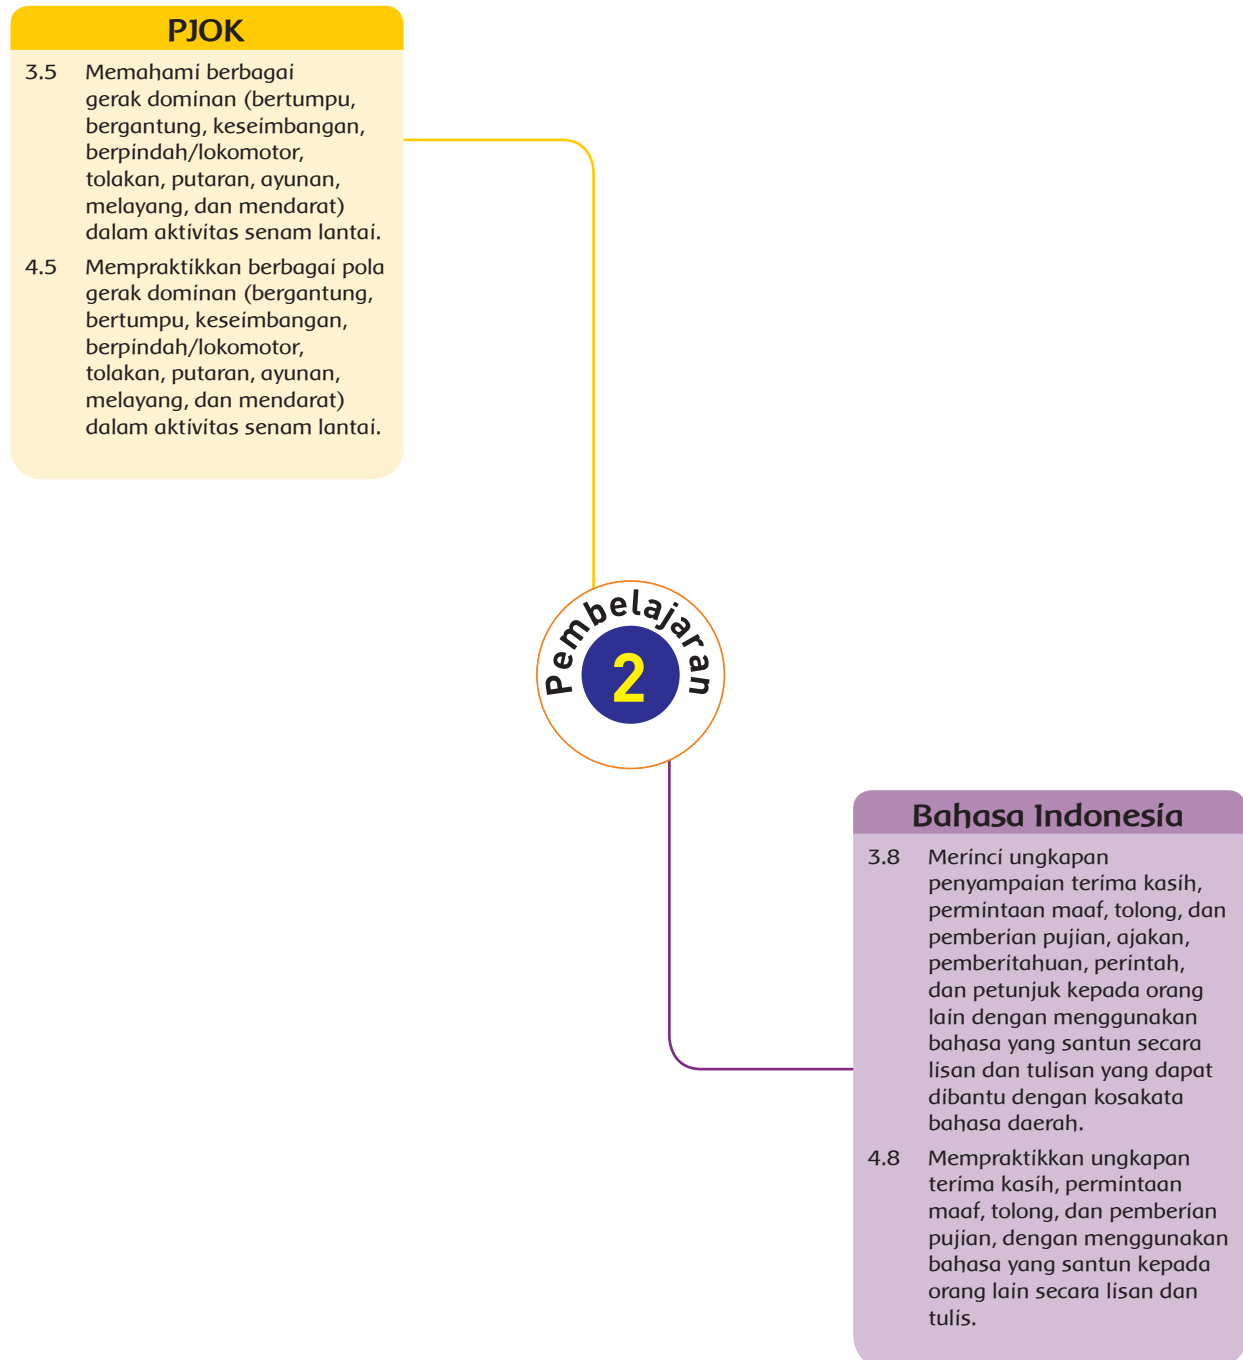 PJOK
3.5 Memahami berbagai
gerak dominan (bertumpu,
bergantung, keseimbangan,
berpindah/lokomotor,
tolakan, putaran, ayunan,
melayang, dan mendarat)
dalam aktivitas senam lantai.
4.5 Mempraktikkan berbagai pola
gerak dominan (bergantung,
bertumpu, keseimbangan,
berpindah/lokomotor,
tolakan, putaran, ayunan,
melayang, dan mendarat)
dalam aktivitas senam lantai.
Pembelajaran
2
Bahasa Indonesia
3.8 Merinci ungkapan
penyampaian terima kasih,
permintaan maaf, tolong, dan
pemberian pujian, ajakan,
pemberitahuan, perintah,
dan petunjuk kepada orang
lain dengan menggunakan
bahasa yang santun secara
lisan dan tulisan yang dapat
dibantu dengan kosakata
bahasa daerah.
4.8 Mempraktikkan ungkapan
terima kasih, permintaan
maaf, tolong, dan pemberian
pujian, dengan menggunakan
bahasa yang santun kepada
orang lain secara lisan dan
tulis.